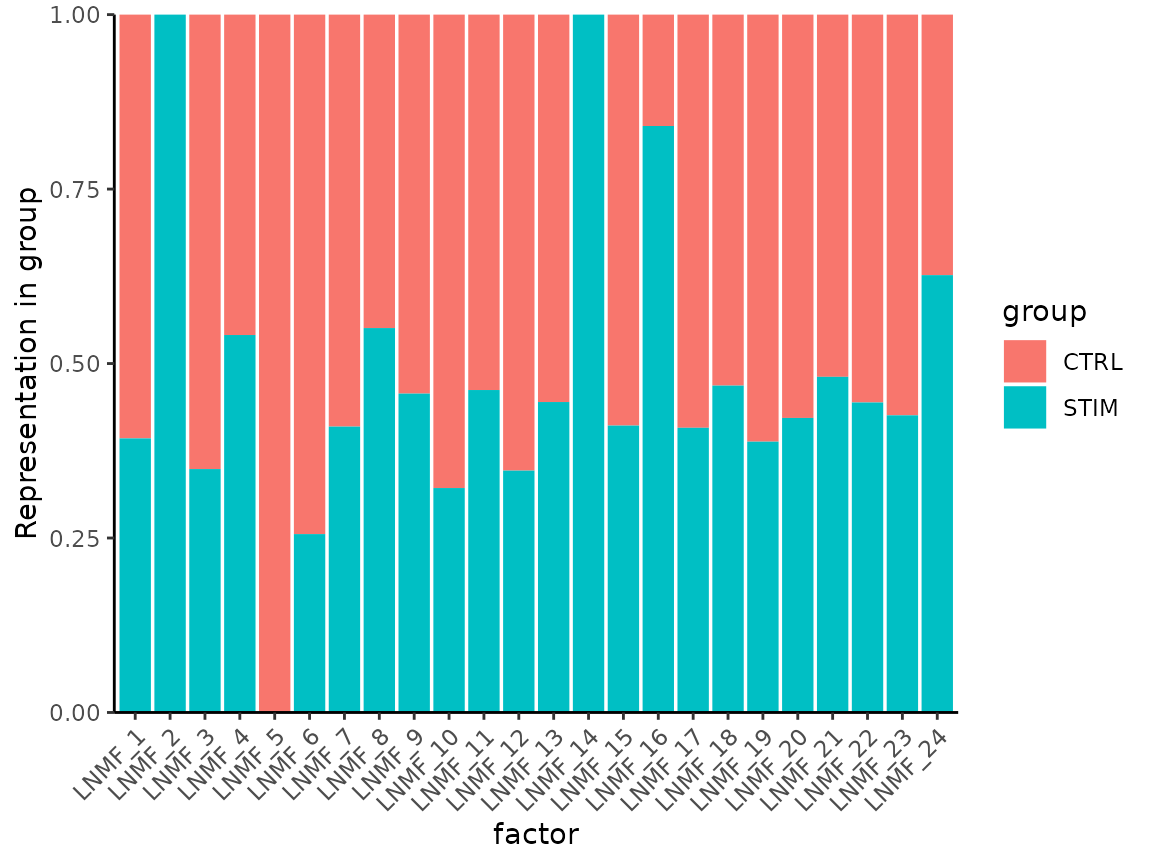 1.00
0.75
0.50
0.25
0.00
Representation in group
LNMF_1
LNMF_2
LNMF_3
LNMF_4
LNMF_5
LNMF_6
LNMF_7
LNMF_8
LNMF_9
LNMF_10
LNMF_11
LNMF_12
LNMF_13
LNMF_14
LNMF_15
LNMF_16
LNMF_17
LNMF_18
LNMF_19
LNMF_20
LNMF_21
LNMF_22
LNMF_23
LNMF_24
factor
group
CTRL
STIM